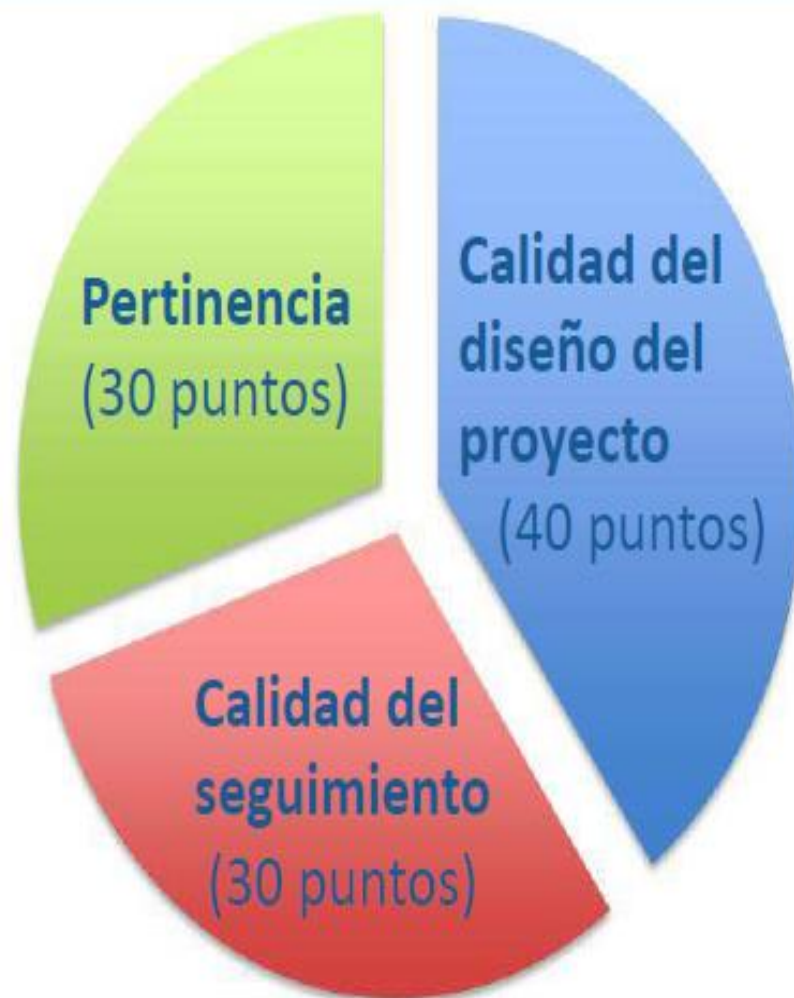 Pertinencia
(30 puntos)
Calidad del
diseño del
proyecto
(40 puntos)
Calidad del
seguimiento
(30 puntos)